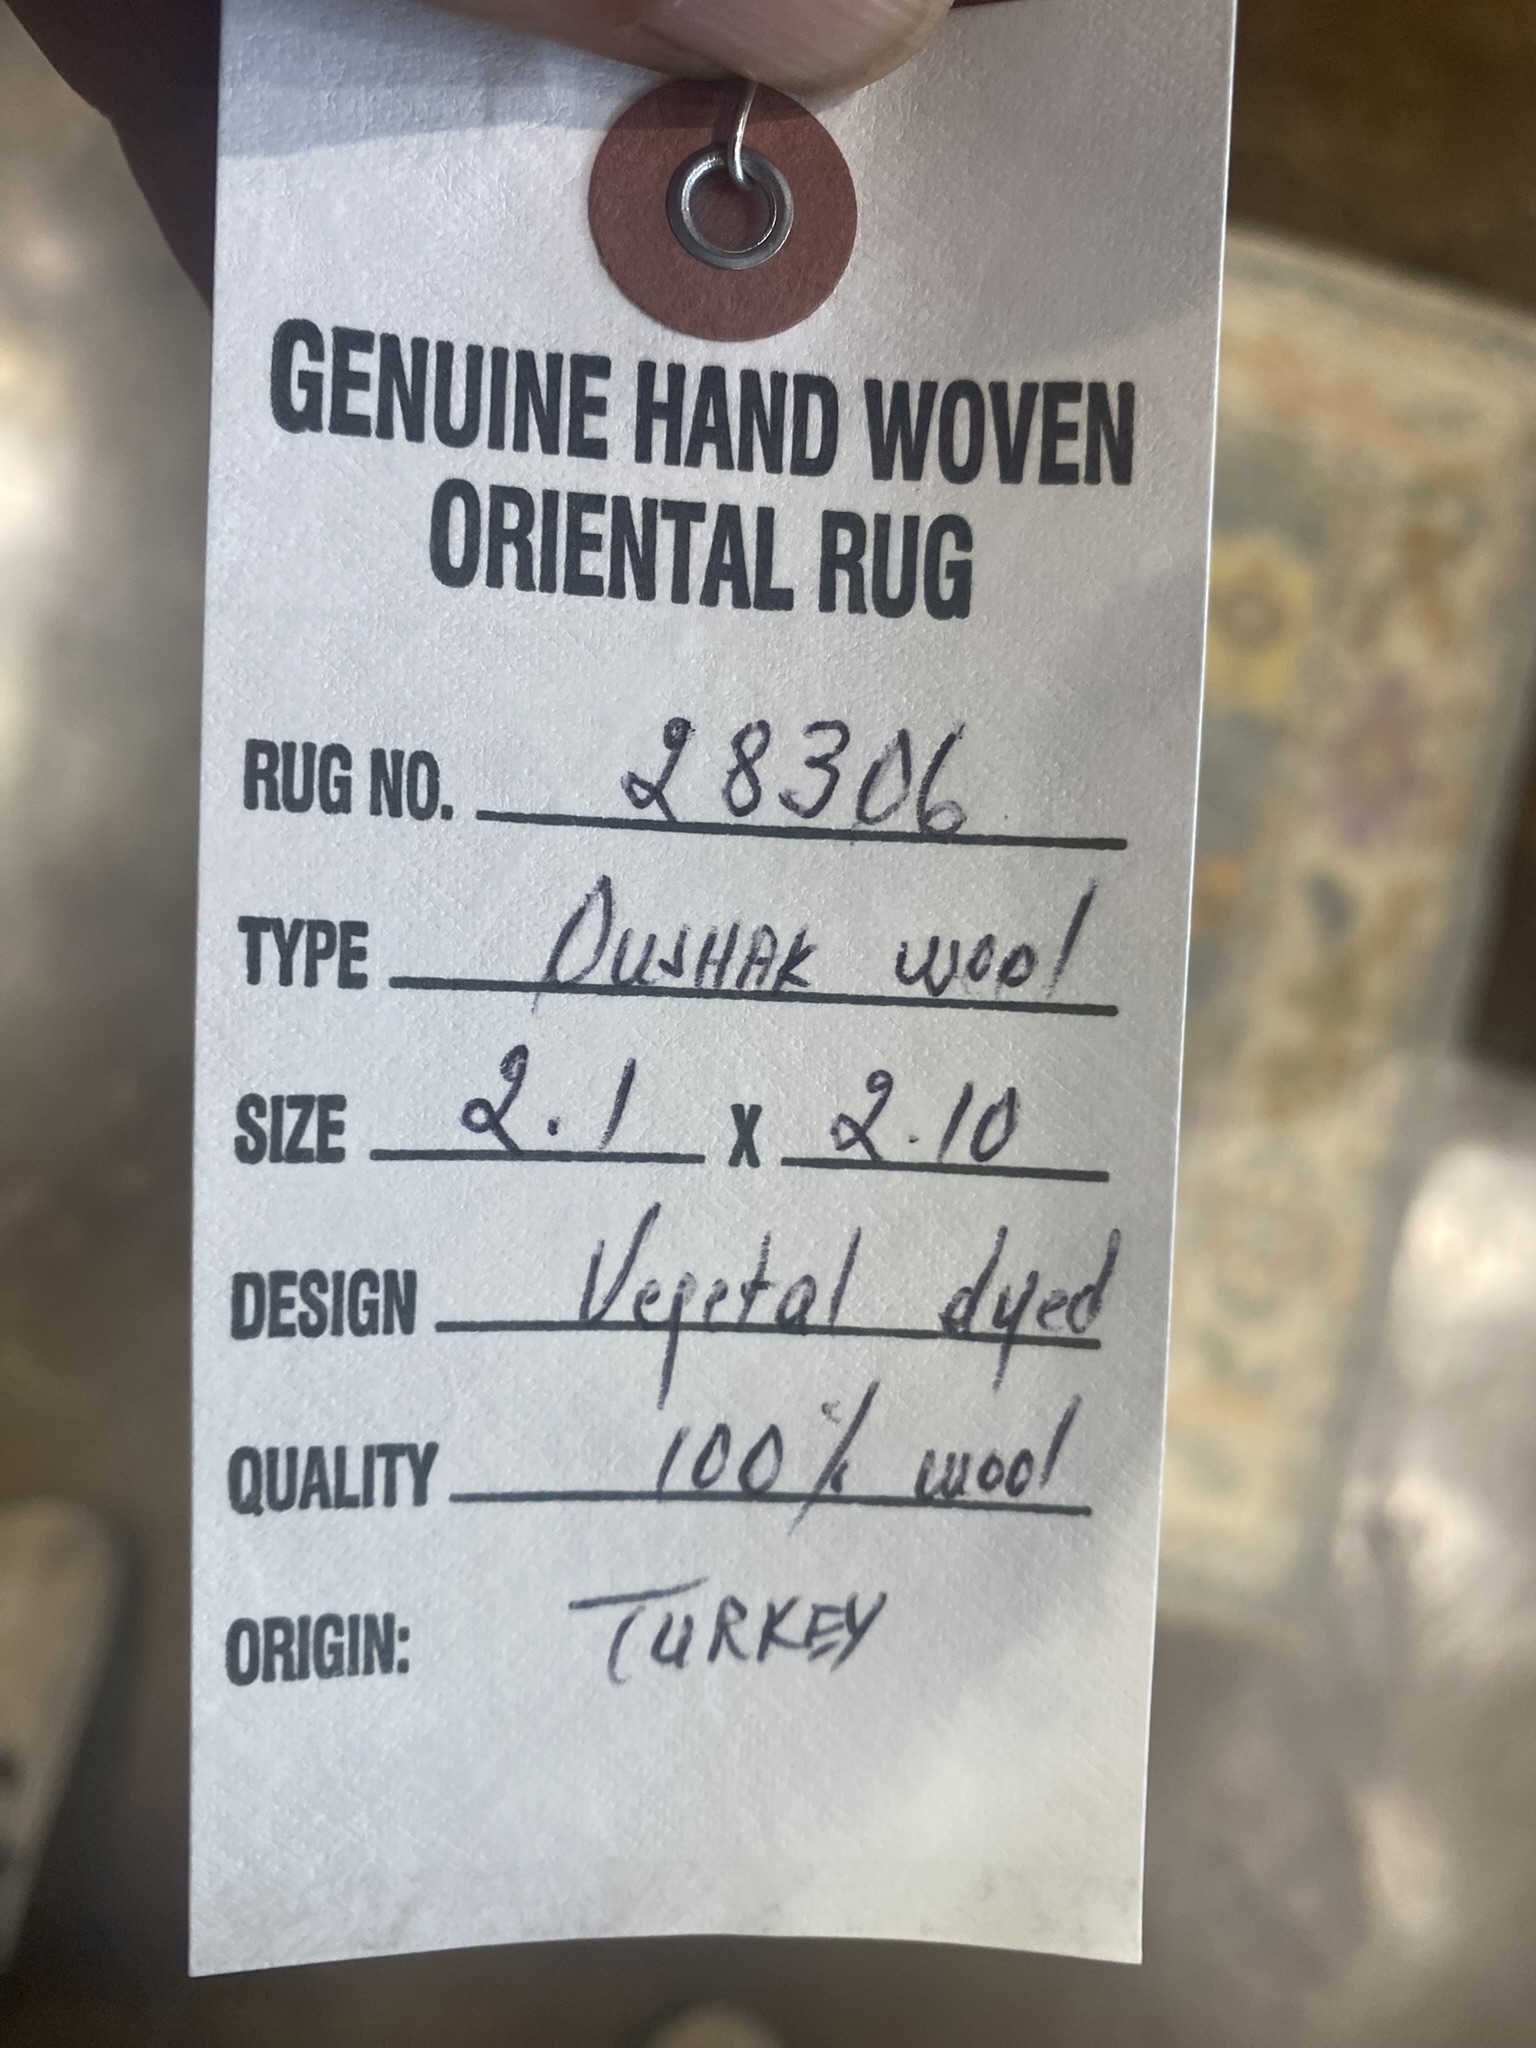 GENUINE HAND WOVEN
ORIENTAL RUG
RUG NO. 28306
TYPE OUSHAK wool
SIZE 2.1 X 2.10
DESIGN Vegetal dyed
QUALITY 100% wool
ORIGIN: TURKEY